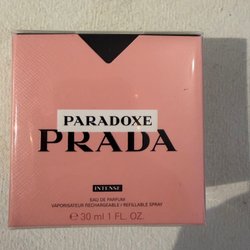 PARADOXE
PRADA
INTENSE
EAU DE PARFUM
VAPORISATEUR RECHARGEABLE / REFILLABLE SPRAY
℮ 30 ml 1 FL. OZ.